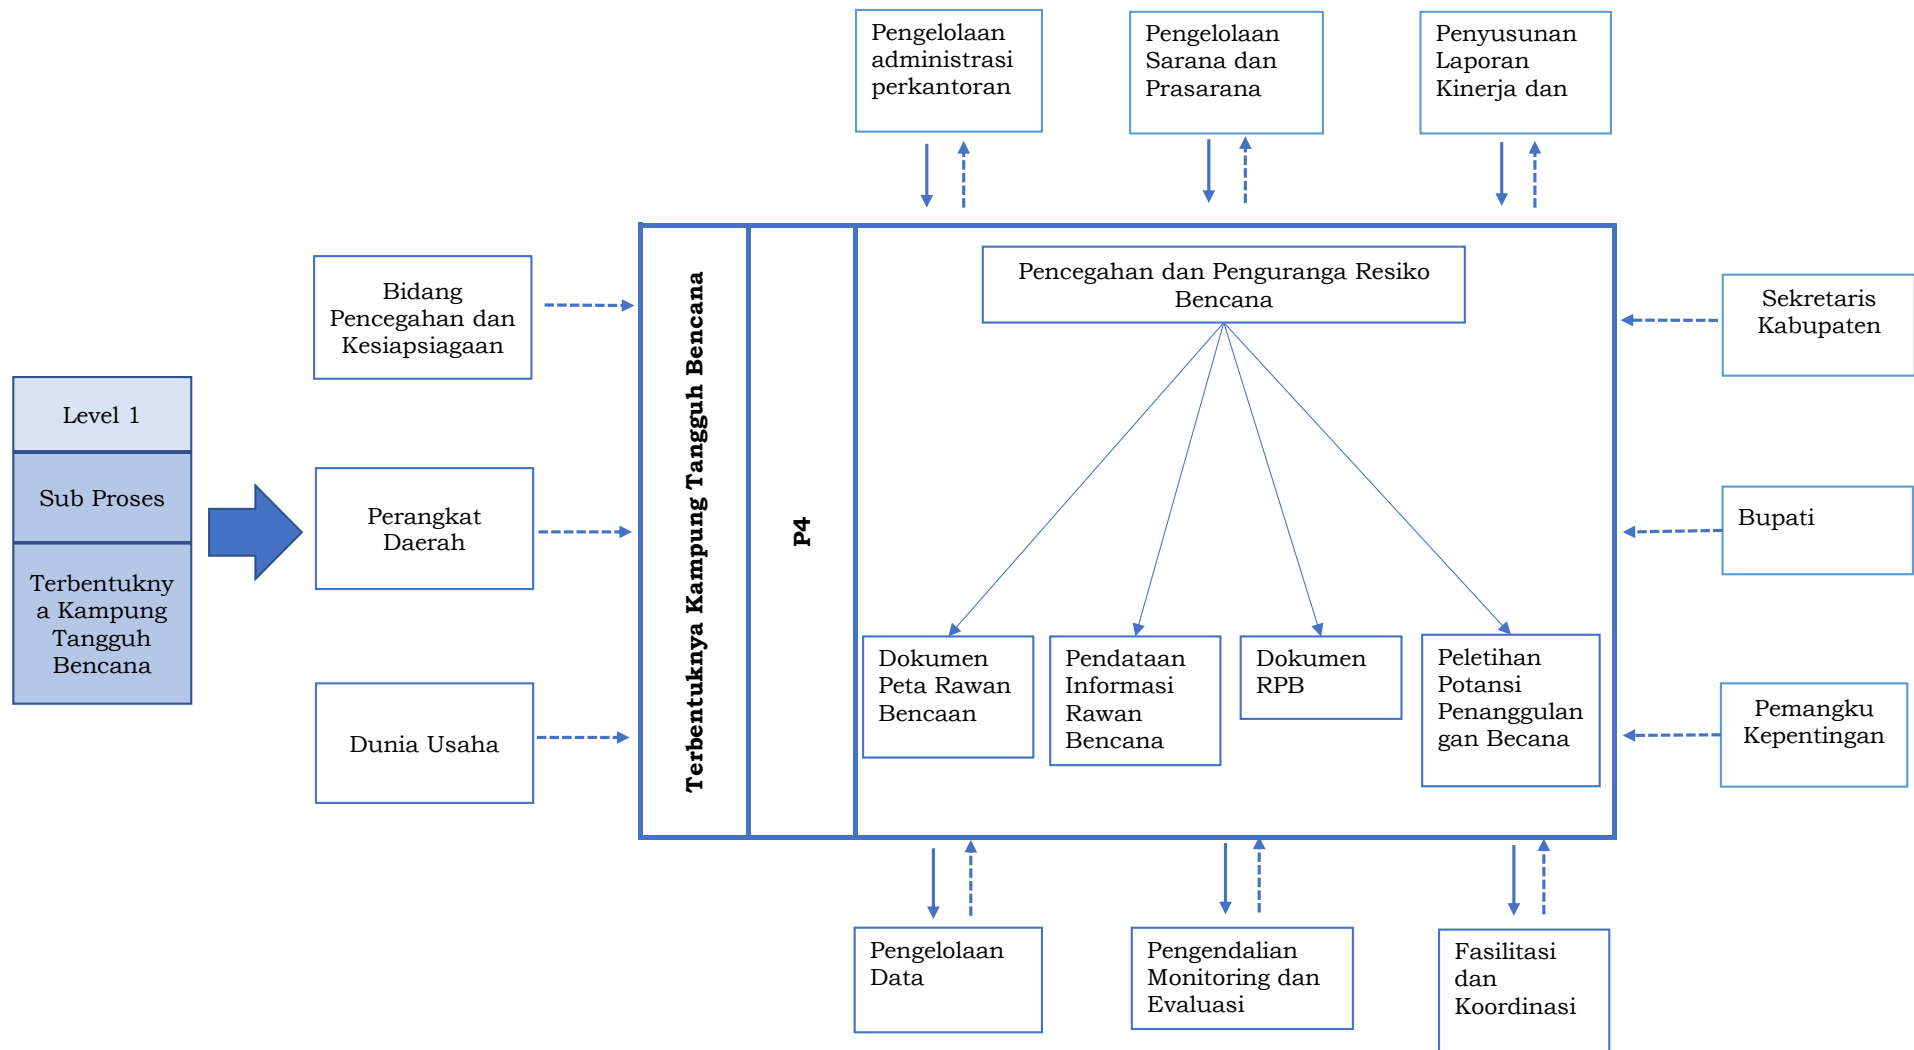 Pengelolaan
administrasi
perkantoran
Pengelolaan
Sarana dan
Prasarana
Penyusunan
Laporan
Kinerja dan
Level 1
Sub Proses
Terbentukny
a Kampung
Tangguh
Bencana
Bidang
Pencegahan dan
Kesiapsiagaan
Perangkat
Daerah
Dunia Usaha
Terbentuknya Kampung Tangguh Bencana
P4
Pencegahan dan Penguranga Resiko
Bencana
Dokumen
Peta Rawan
Bencaan
Pendataan
Informasi
Rawan
Bencana
Dokumen
RPB
Peletihan
Potansi
Penanggulan
gan Becana
Sekretaris
Kabupaten
Bupati
Pemangku
Kepentingan
Pengelolaan
Data
Pengendalian
Monitoring dan
Evaluasi
Fasilitasi
dan
Koordinasi